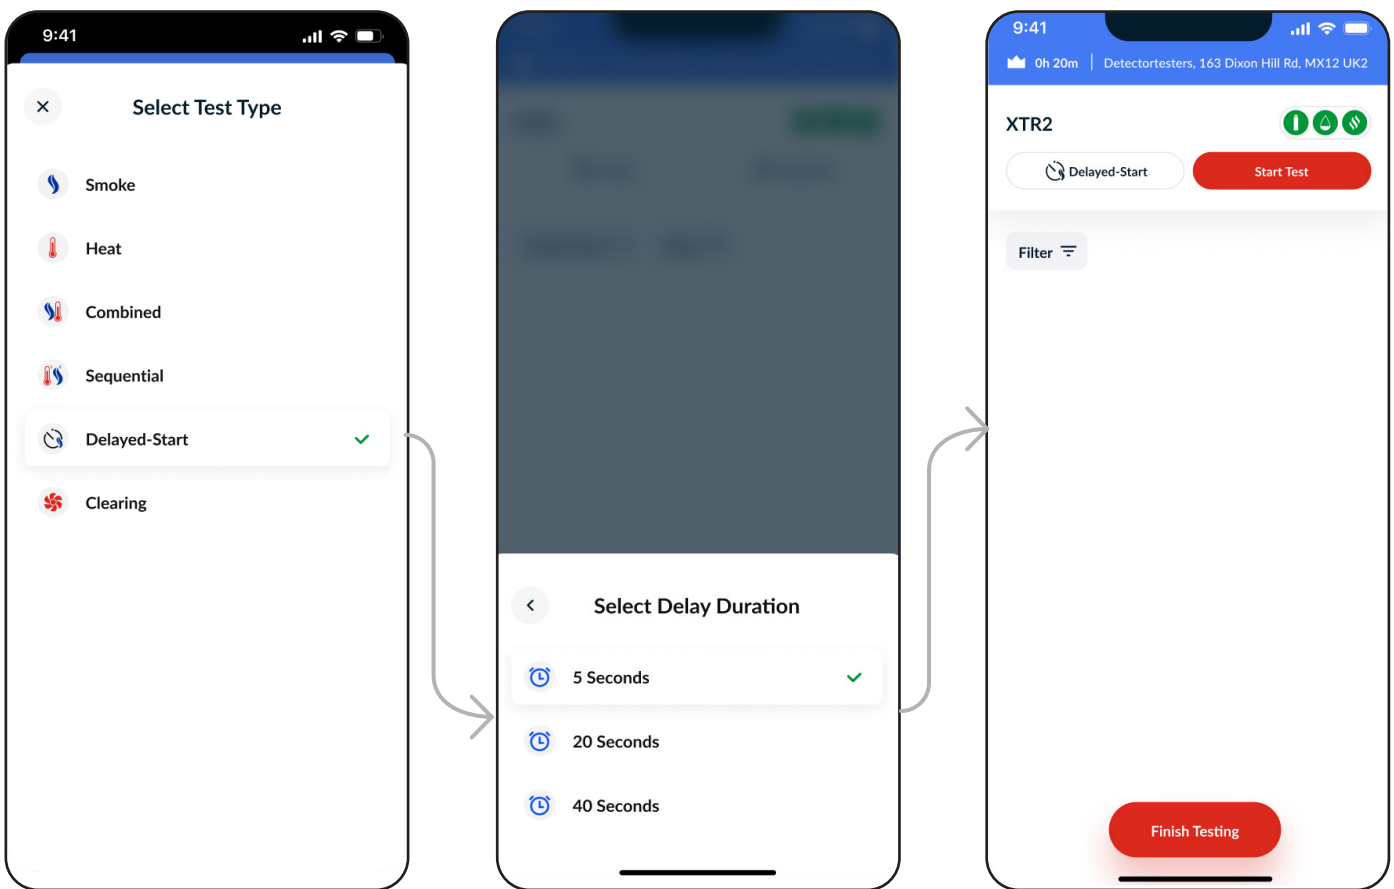 9:41
Select Test Type
Smoke
Heat
Combined
Sequential
Delayed-Start
Clearing
Select Delay Duration
5 Seconds
20 Seconds
40 Seconds
9:41
0h 20m
Detectortesters, 163 Dixon Hill Rd, MX12 UK2
XTR2
Delayed-Start
Start Test
Filter
Finish Testing